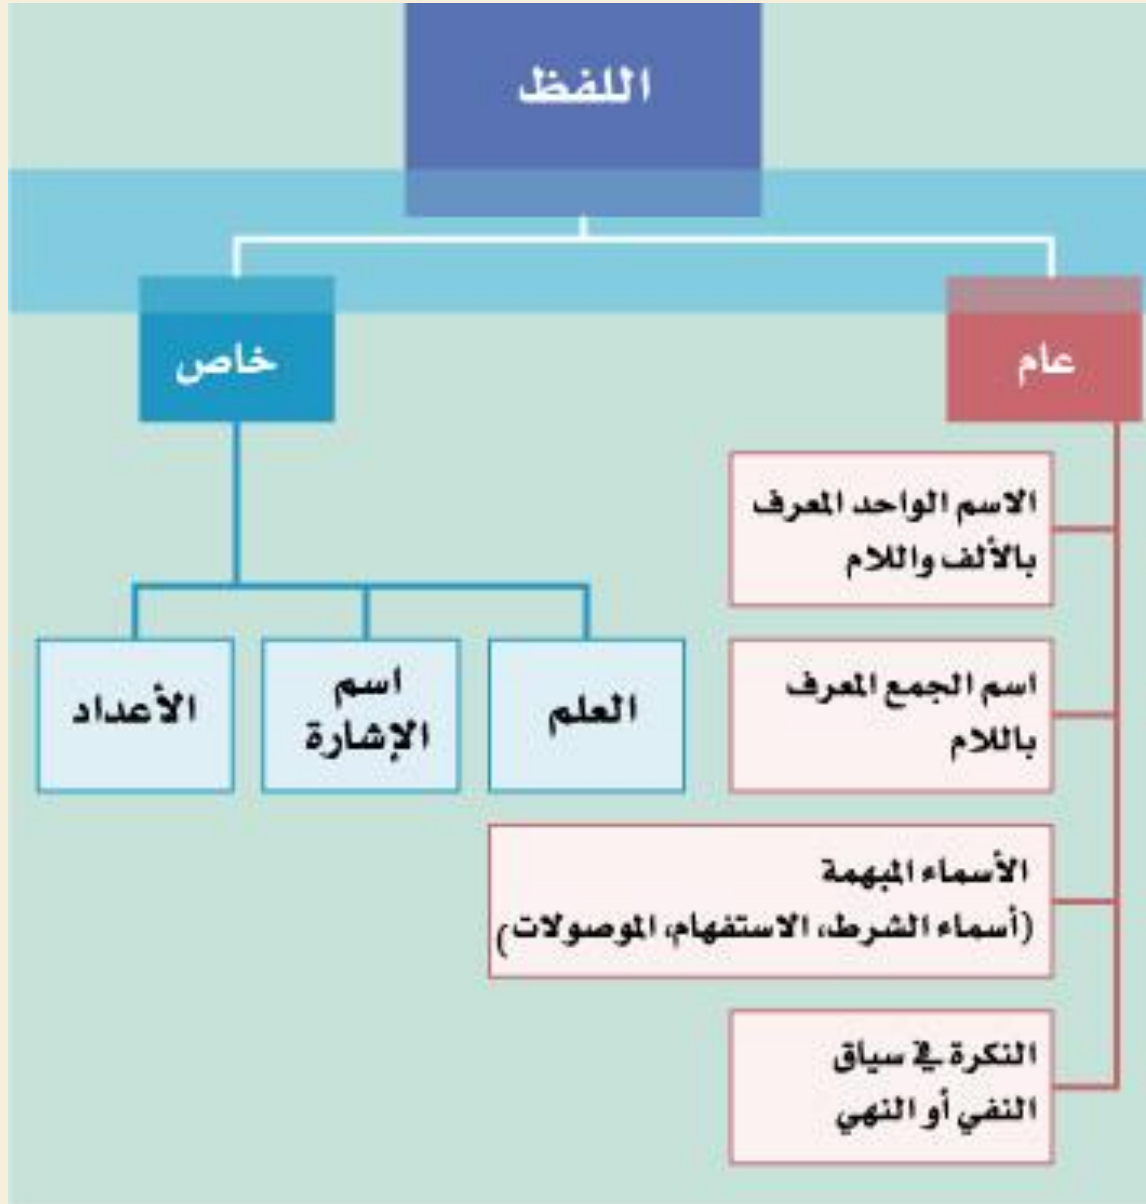 اللفظ
عام
خاص
الاسم الواحد المعرف
بالألف واللام
اسم الجمع المعرف
باللام
الأسماء المبهمة
(أسماء الشرط، الاستفهام، الموصولات)
النكرة في سياق
النفي أو النهي
العلم
اسم
الإشارة
الأعداد